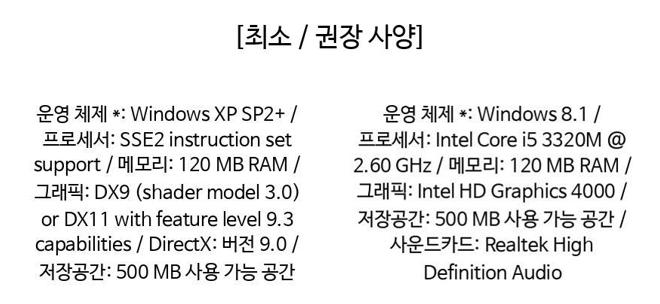 [최소 / 권장 사양]
운영 체제 *: Windows XP SP2+ /
프로세서: SSE2 instruction set
support / 메모리: 120 MB RAM /
그래픽: DX9 (shader model 3.0)
or DX11 with feature level 9.3
capabilities / DirectX: 버전 9.0 /
저장공간: 500 MB 사용 가능 공간
운영 체제 *: Windows 8.1 /
프로세서: Intel Core i5 3320M @
2.60 GHz / 메모리: 120 MB RAM /
그래픽: Intel HD Graphics 4000 /
저장공간: 500 MB 사용 가능 공간 /
사운드카드: Realtek High
Definition Audio